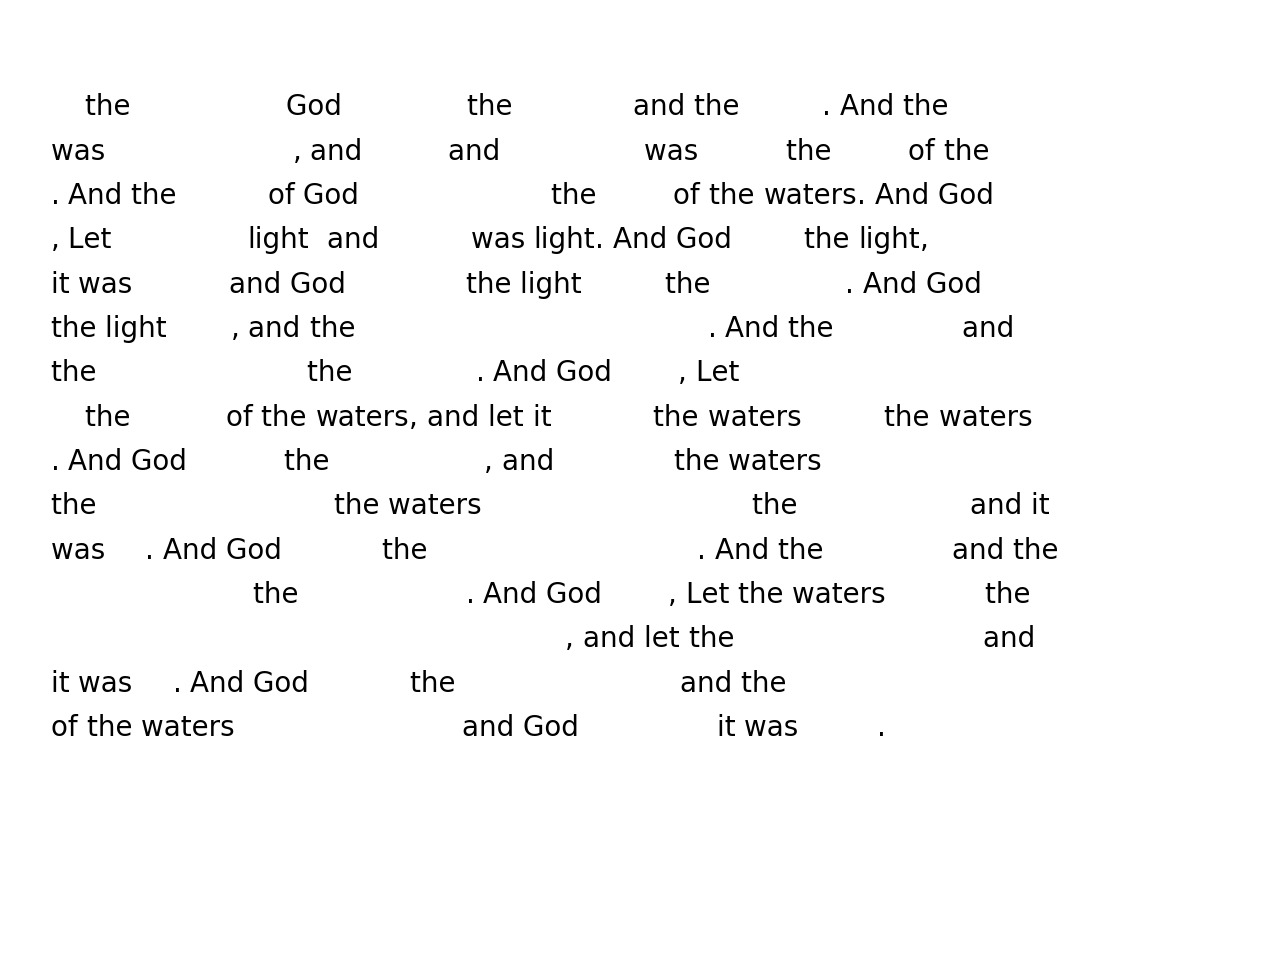 the God the and the . And the
was , and and was the of the
. And the of God the of the waters. And God
, Let light and was light. And God the light,
it was and God the light the . And God
the light , and the . And the and
the the . And God , Let
the of the waters, and let it the waters the waters
. And God the , and the waters
the the waters the and it
was . And God the . And the and the
the . And God , Let the waters the
, and let the and
it was . And God the and the
of the waters and God it was .